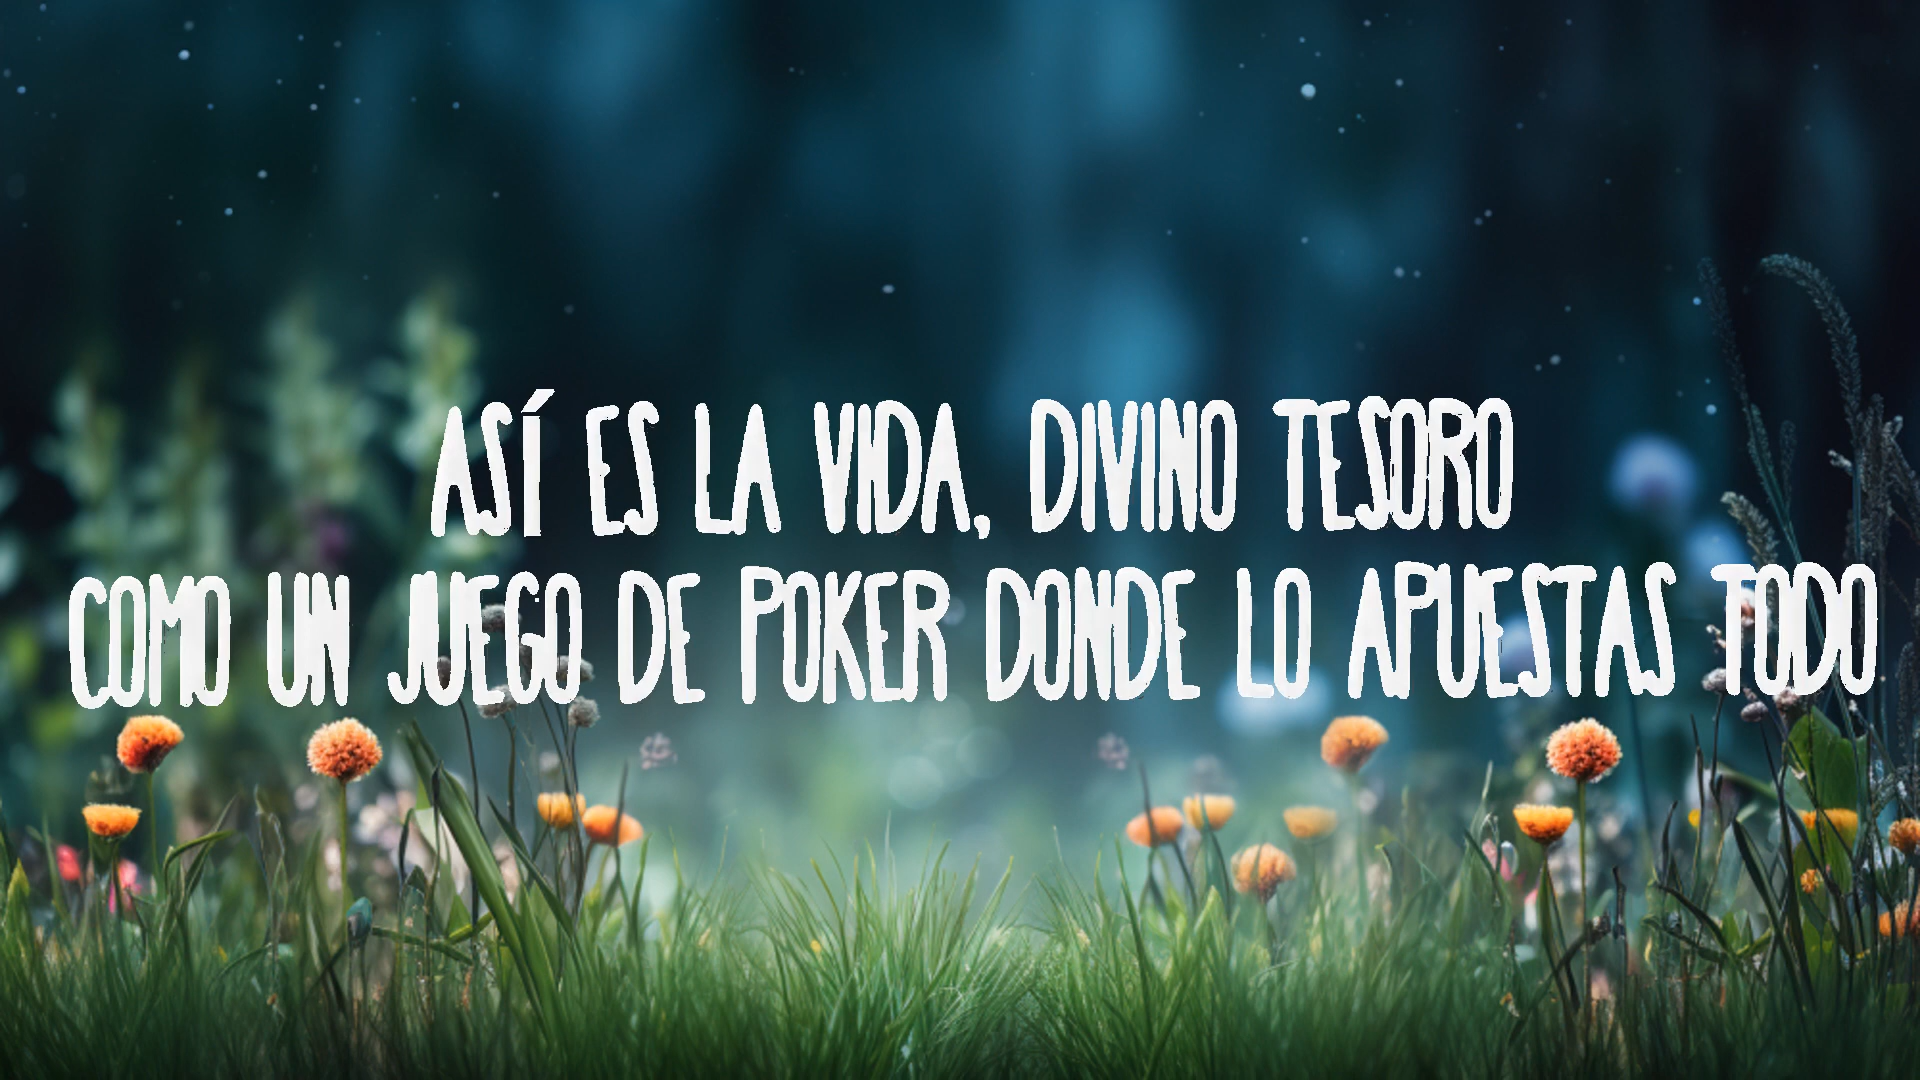 ASÍ ES LA VIDA, DIVINO TESORO
COMO UN JUEGO DE POKER DONDE LO APUESTAS TODO